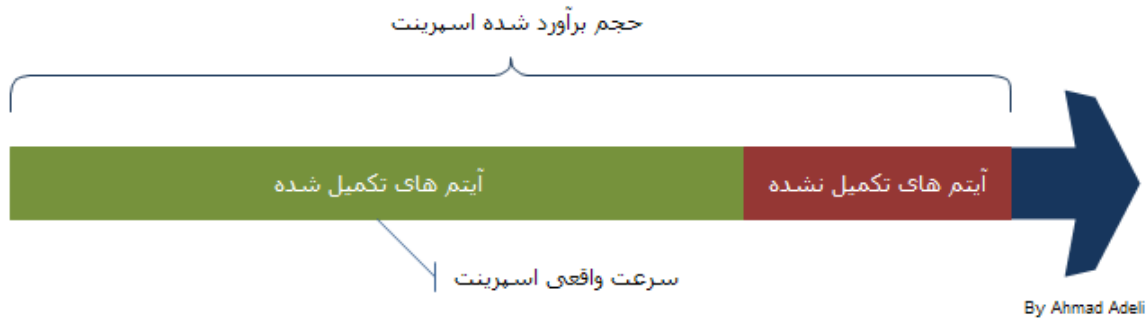 حجم برآورد شده اسپرینت
آیتم های تکمیل شده
آیتم های تکمیل نشده
سرعت واقعی اسپرینت
By Ahmad Adeli